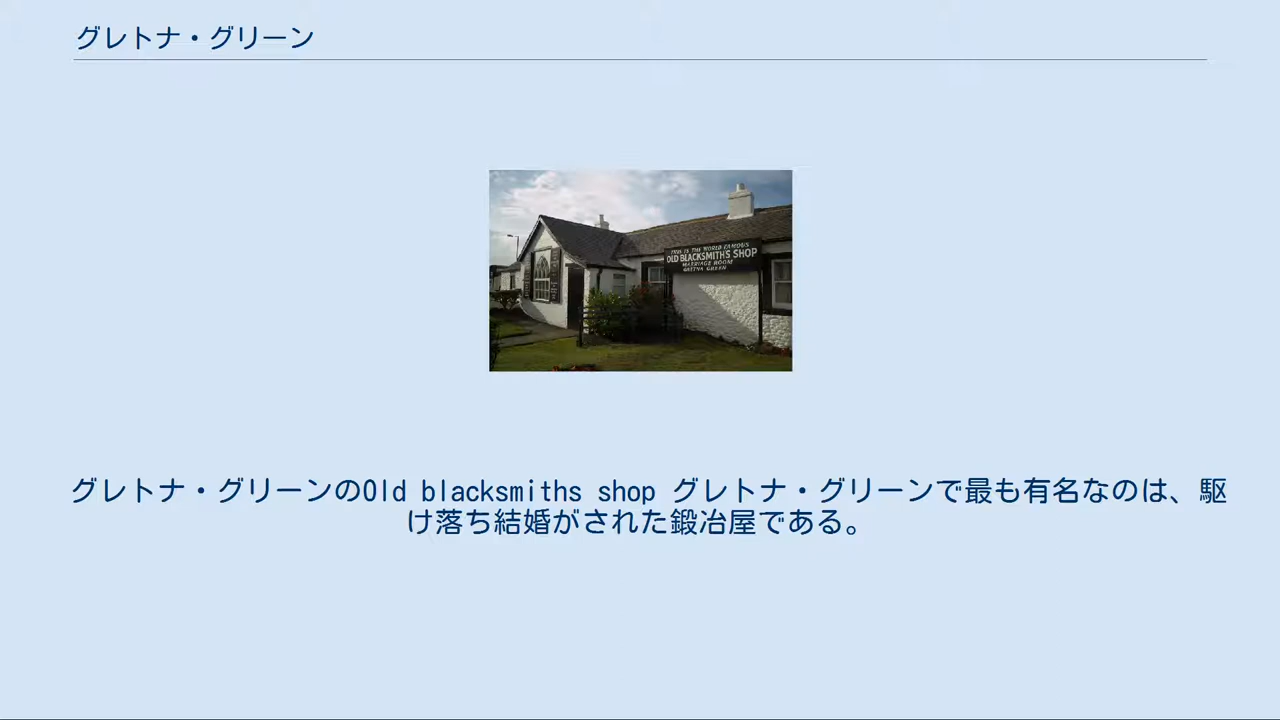 グレトナ・グリーン
THIS IS THE WORLD FAMOUS
OLD BLACKSMITH'S SHOP
MARRIAGE ROOM
GRETNA GREEN
グレトナ・グリーンのOld blacksmiths shop グレトナ・グリーンで最も有名なのは、駆
け落ち結婚がされた鍛冶屋である。